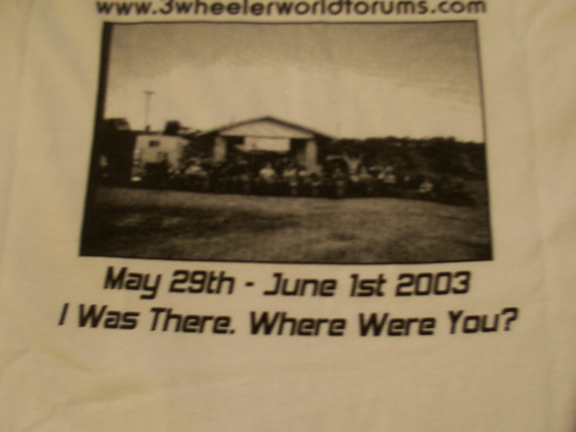 www.3wheelerworldforums.com
May 29th - June 1st 2003
I Was There. Where Were You?